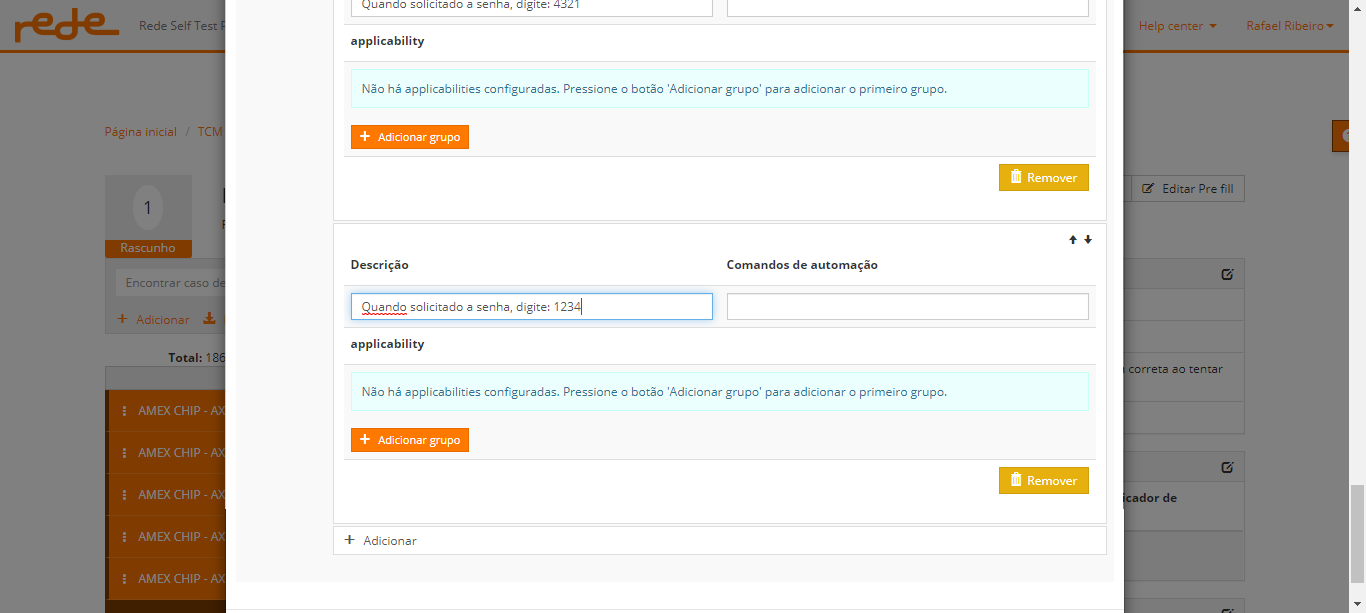 Quando solicitado a senha, digite: 4321
rede
Rede Self Test
Help center
Rafael Ribeiro
applicability
Não há applicabilities configuradas. Pressione o botão 'Adicionar grupo' para adicionar o primeiro grupo.
Página inicial / TCM
+ Adicionar grupo
Remover
1
Editar Pre fill
Rascunho
Descrição
Comandos de automação
Encontrar caso de
Quando solicitado a senha, digite: 1234
+ Adicionar
applicability
Total: 186
correta ao tentar
Não há applicabilities configuradas. Pressione o botão 'Adicionar grupo' para adicionar o primeiro grupo.
AMEX CHIP - AX
+ Adicionar grupo
AMEX CHIP - AX
Remover
AMEX CHIP - AX
icador de
AMEX CHIP - AX
+ Adicionar
AMEX CHIP - AX